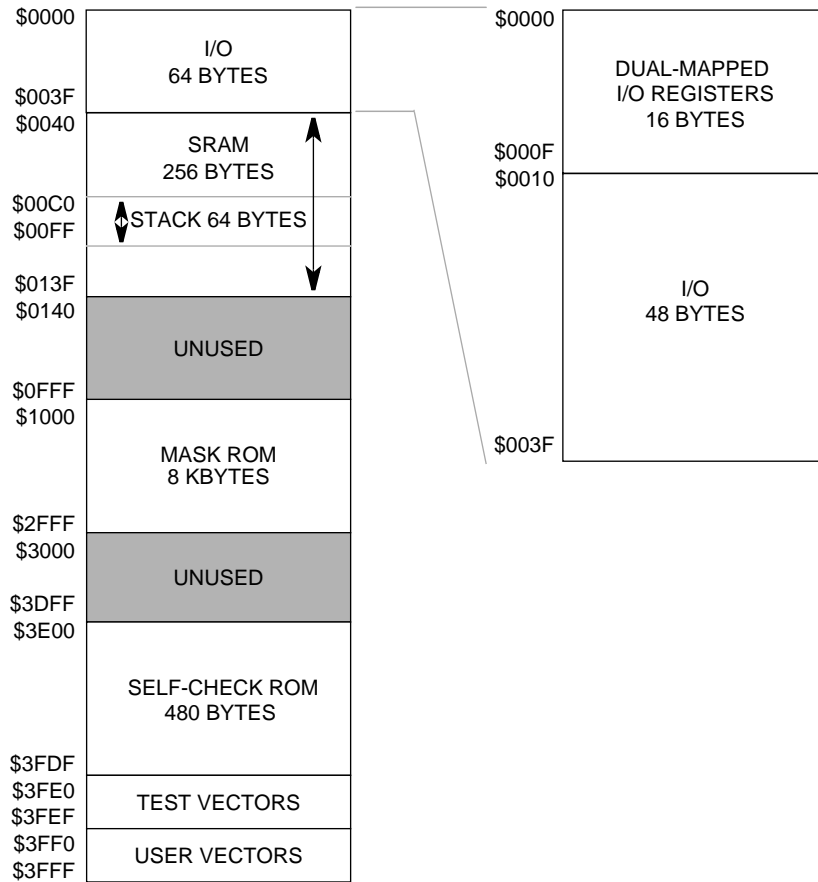 $0000
I/O
64 BYTES
$003F
$0040
SRAM
256 BYTES
$00C0
$00FF
STACK 64 BYTES
$013F
$0140
UNUSED
$0FFF
$1000
MASK ROM
8 KBYTES
$2FFF
$3000
UNUSED
$3DFF
$3E00
SELF-CHECK ROM
480 BYTES
$3FDF
$3FE0
TEST VECTORS
$3FEF
$3FF0
USER VECTORS
$3FFF
$0000
DUAL-MAPPED
I/O REGISTERS
16 BYTES
$000F
$0010
I/O
48 BYTES
$003F